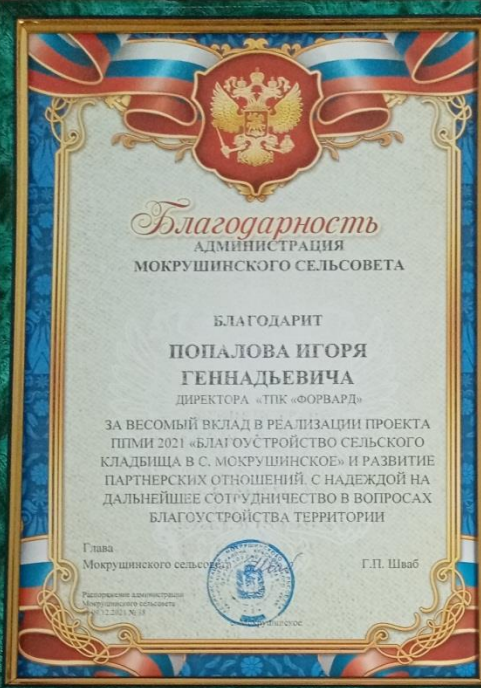 Благодарность
АДМИНИСТРАЦИЯ
МОКРУШИНСКОГО СЕЛЬСОВЕТА
БЛАГОДАРИТ
ПОПАЛОВА ИГОРЯ
ГЕННАДЬЕВИЧА
ДИРЕКТОРА «ТПК «ФОРВАРД»
ЗА ВЕСОМЫЙ ВКЛАД В РЕАЛИЗАЦИИ ПРОЕКТА
ППМИ 2021 «БЛАГОУСТРОЙСТВО СЕЛЬСКОГО
КЛАДБИЩА В С. МОКРУШИНСКОЕ» И РАЗВИТИЕ
ПАРТНЕРСКИХ ОТНОШЕНИЙ. С НАДЕЖДОЙ НА
ДАЛЬНЕЙШЕЕ СОТРУДНИЧЕСТВО В ВОПРОСАХ
БЛАГОУСТРОЙСТВА ТЕРРИТОРИИ
Глава
Мокрушинского сельсовета Г.П. Шваб
Распоряжение администрации
Мокрушинского сельсовета